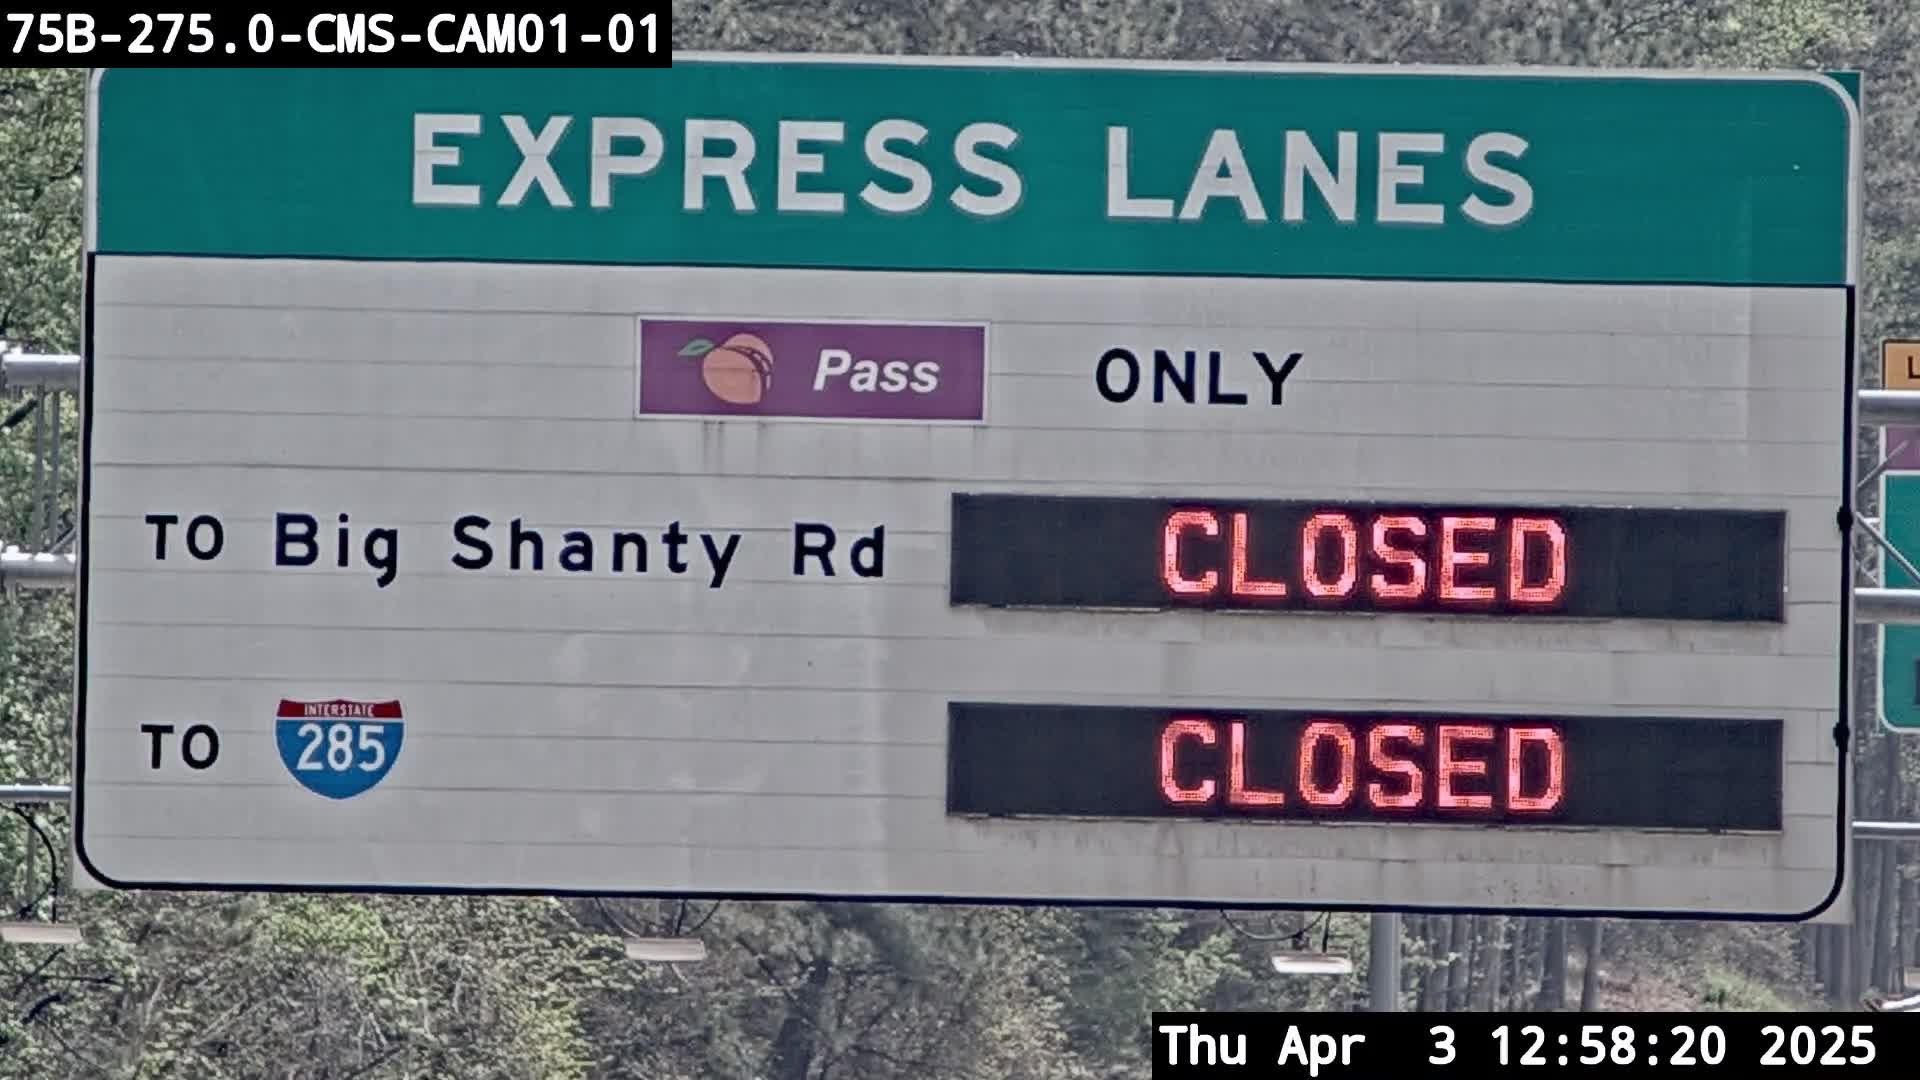 75B-275.0-CMS-CAM01-01
EXPRESS LANES
Pass ONLY
TO Big Shanty Rd CLOSED
TO INTERSTATE 285 CLOSED
Thu Apr 3 12:58:20 2025